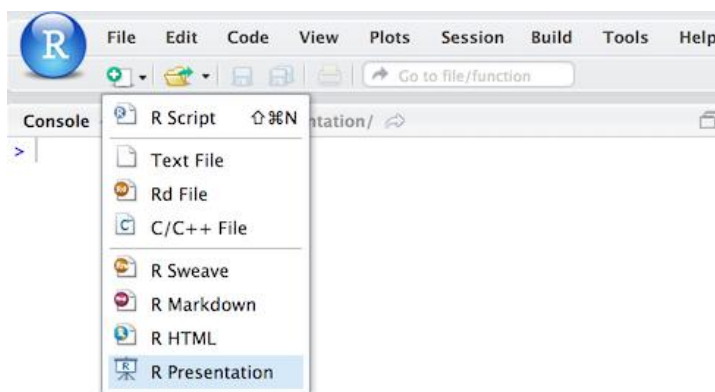 R File Edit Code View Plots Session Build Tools Help
Go to file/function
Console ntation/
R Script ⇧⌘N
>
Text File
Rd File
C/C++ File
R Sweave
R Markdown
R HTML
R Presentation